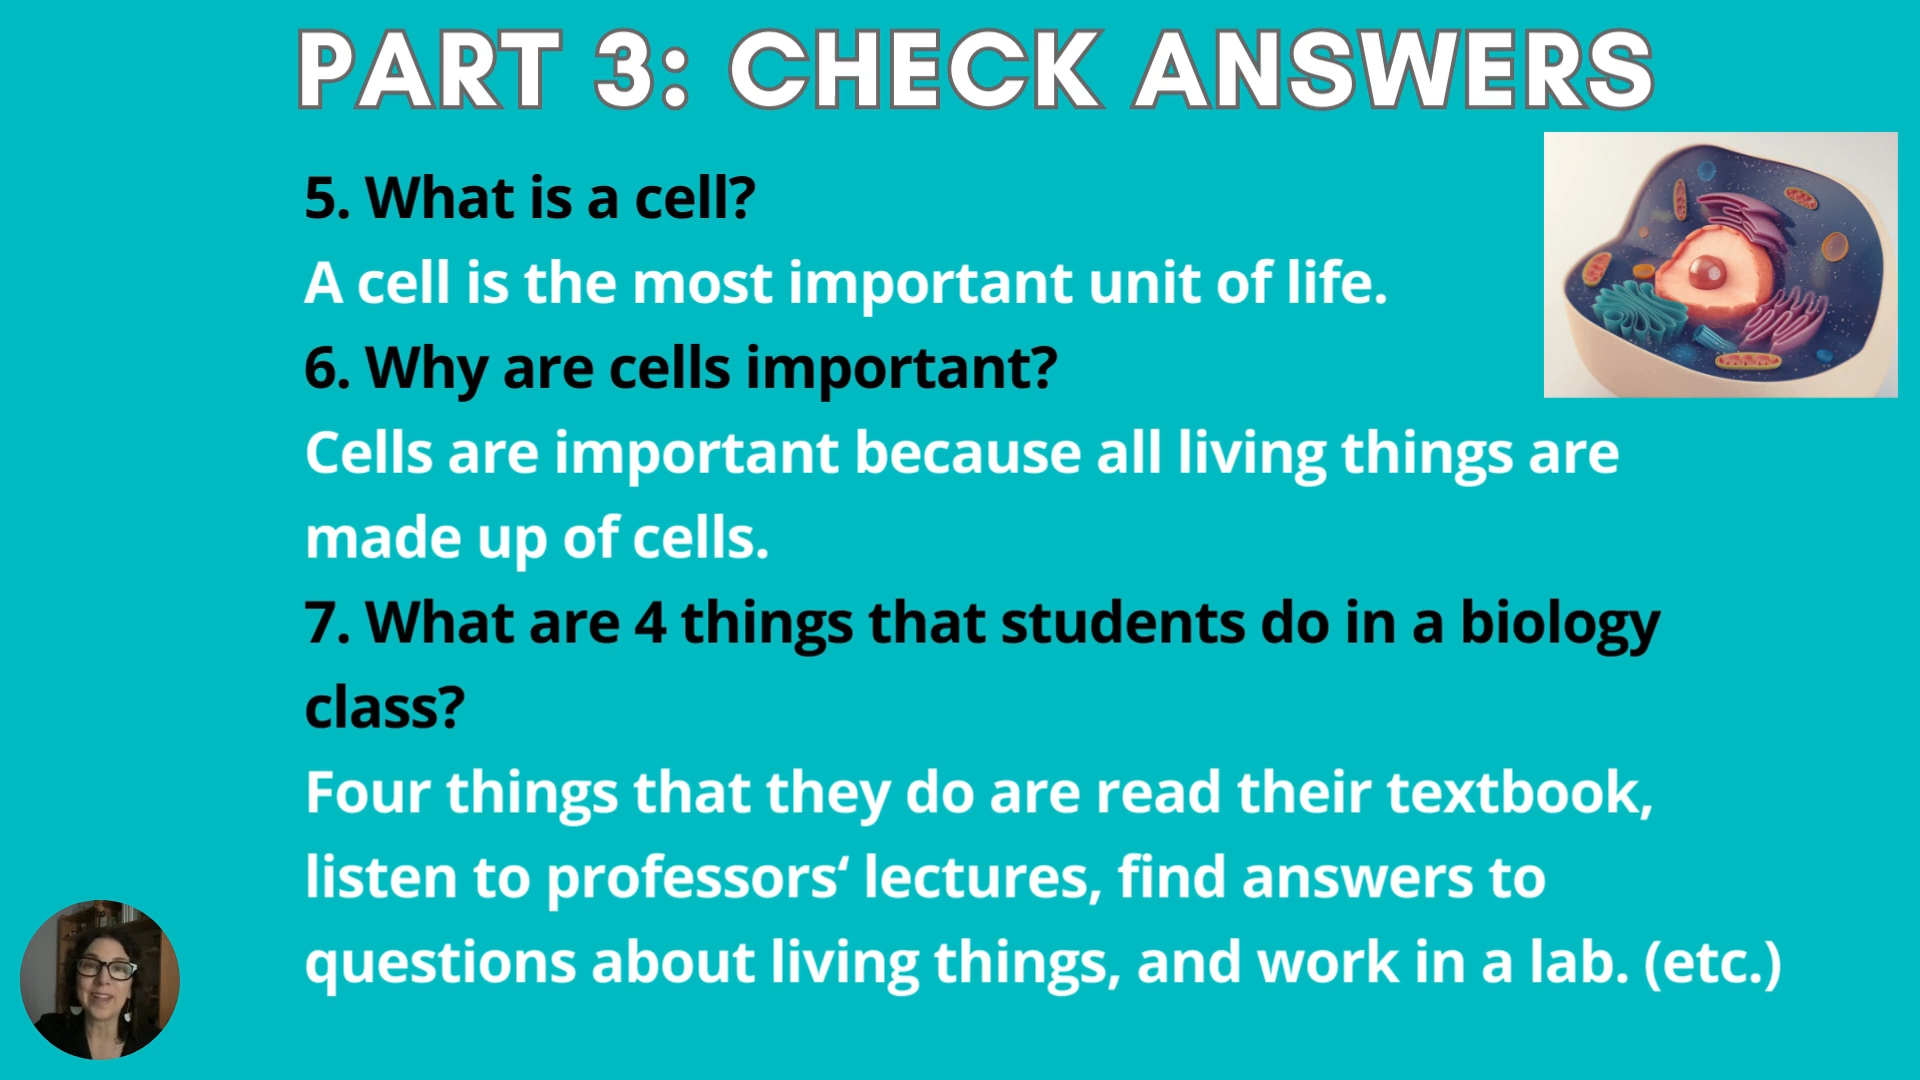 PART 3: CHECK ANSWERS
5. What is a cell?
A cell is the most important unit of life.
6. Why are cells important?
Cells are important because all living things are
made up of cells.
7. What are 4 things that students do in a biology
class?
Four things that they do are read their textbook,
listen to professors‘ lectures, find answers to
questions about living things, and work in a lab. (etc.)